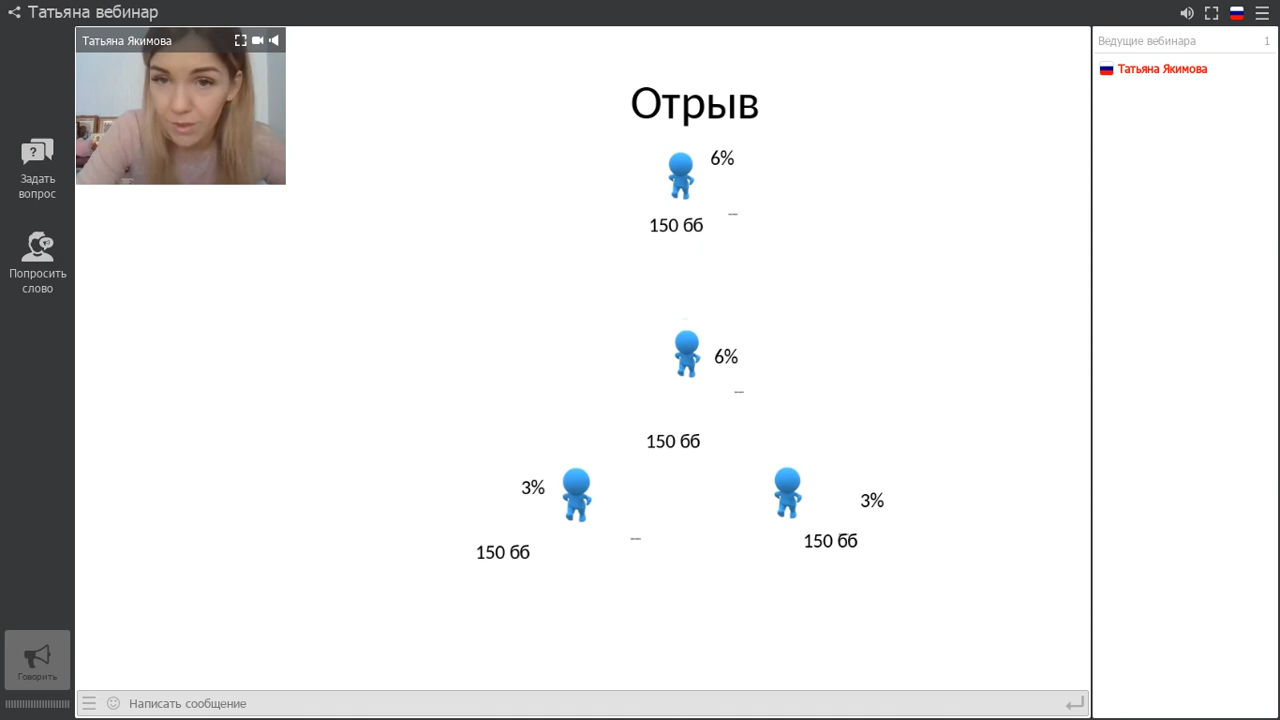 Татьяна вебинар
Татьяна Якимова
Ведущие вебинара 1
Татьяна Якимова
Отрыв
6%
150 бб
Задать
вопрос
Попросить
слово
6%
150 бб
3%
3%
150 бб
150 бб
Говорить
Написать сообщение